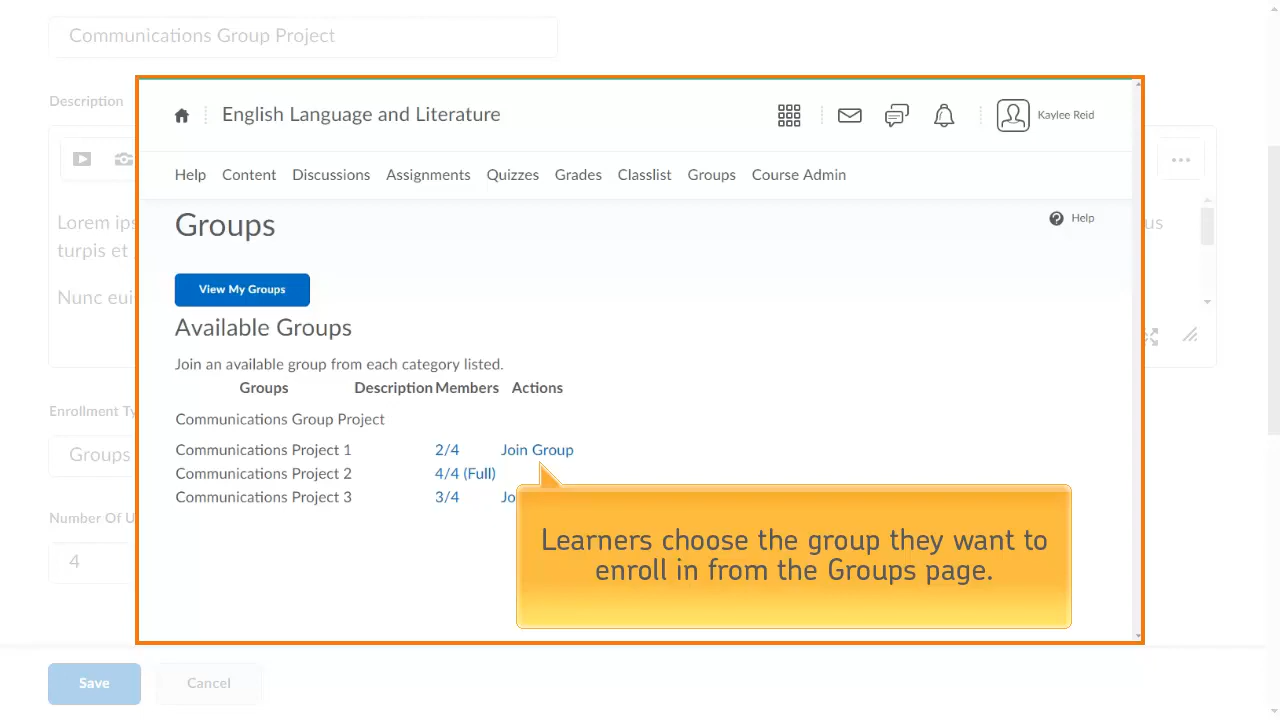 Communications Group Project
Description
English Language and Literature
Kaylee Reid
Help Content Discussions Assignments Quizzes Grades Classlist Groups Course Admin
Groups
Help
Lorem ips
us
turpis et
View My Groups
Nunc eui
Available Groups
Join an available group from each category listed.
Groups Description Members Actions
Enrollment Ty
Communications Group Project
Groups
Communications Project 1 2/4 Join Group
Communications Project 2 4/4 (Full)
Communications Project 3 3/4 Jo
Number Of U
4
Learners choose the group they want to
enroll in from the Groups page.
Save Cancel